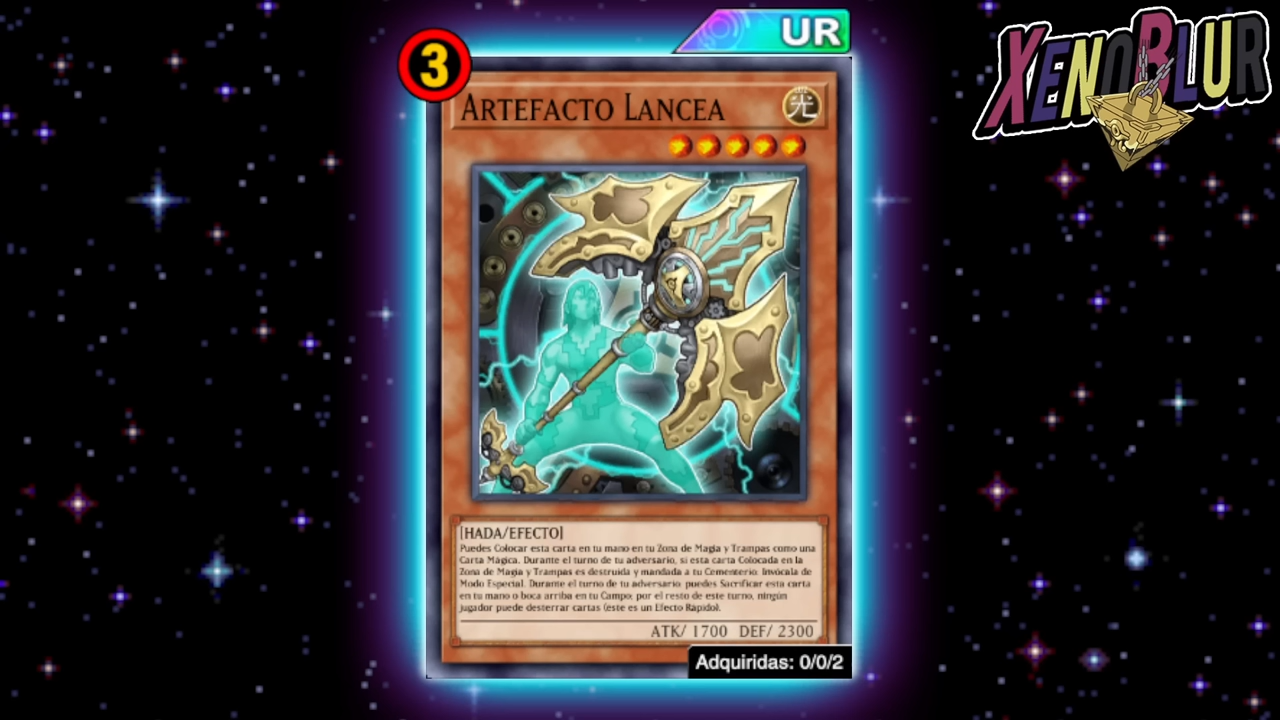 UR
XENOBLUR
3
ARTEFACTO LANCEA
LUZ
光
[HADA/EFECTO]
Puedes Colocar esta carta en tu mano en tu Zona de Magia y Trampas como una
Carta Mágica. Durante el turno de tu adversario, si esta carta Colocada en la
Zona de Magia y Trampas es destruida y mandada a tu Cementerio: Invócala de
Modo Especial. Durante el turno de tu adversario: puedes Sacrificar esta carta
en tu mano o boca arriba en tu Campo; por el resto de este turno, ningún
jugador puede desterrar cartas (éste es un Efecto Rápido).
ATK/ 1700 DEF/ 2300
Adquiridas: 0/0/2